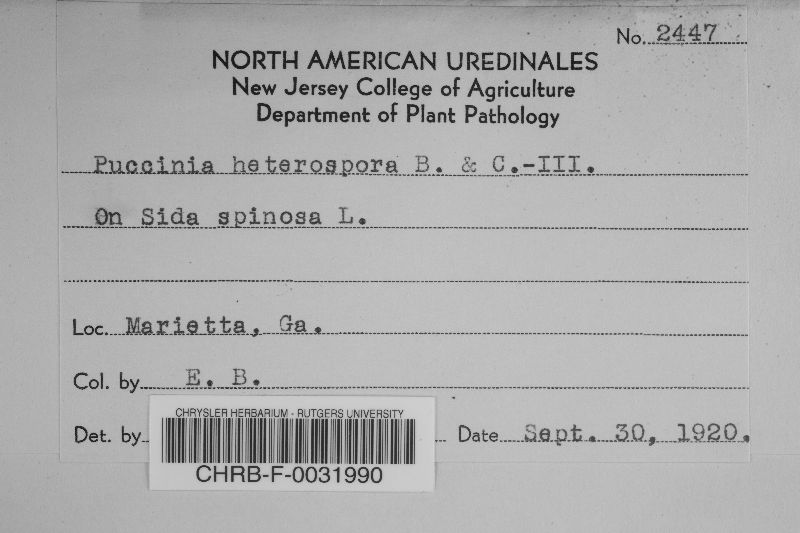 No. 2447
NORTH AMERICAN UREDINALES
New Jersey College of Agriculture
Department of Plant Pathology
Puccinia heterospora B. & C.-III.
On Sida spinosa L.
Loc. Marietta, Ga.
Col. by E. B.
Det. by Date Sept. 30, 1920.
CHRYSLER HERBARIUM - RUTGERS UNIVERSITY
CHRB-F-0031990